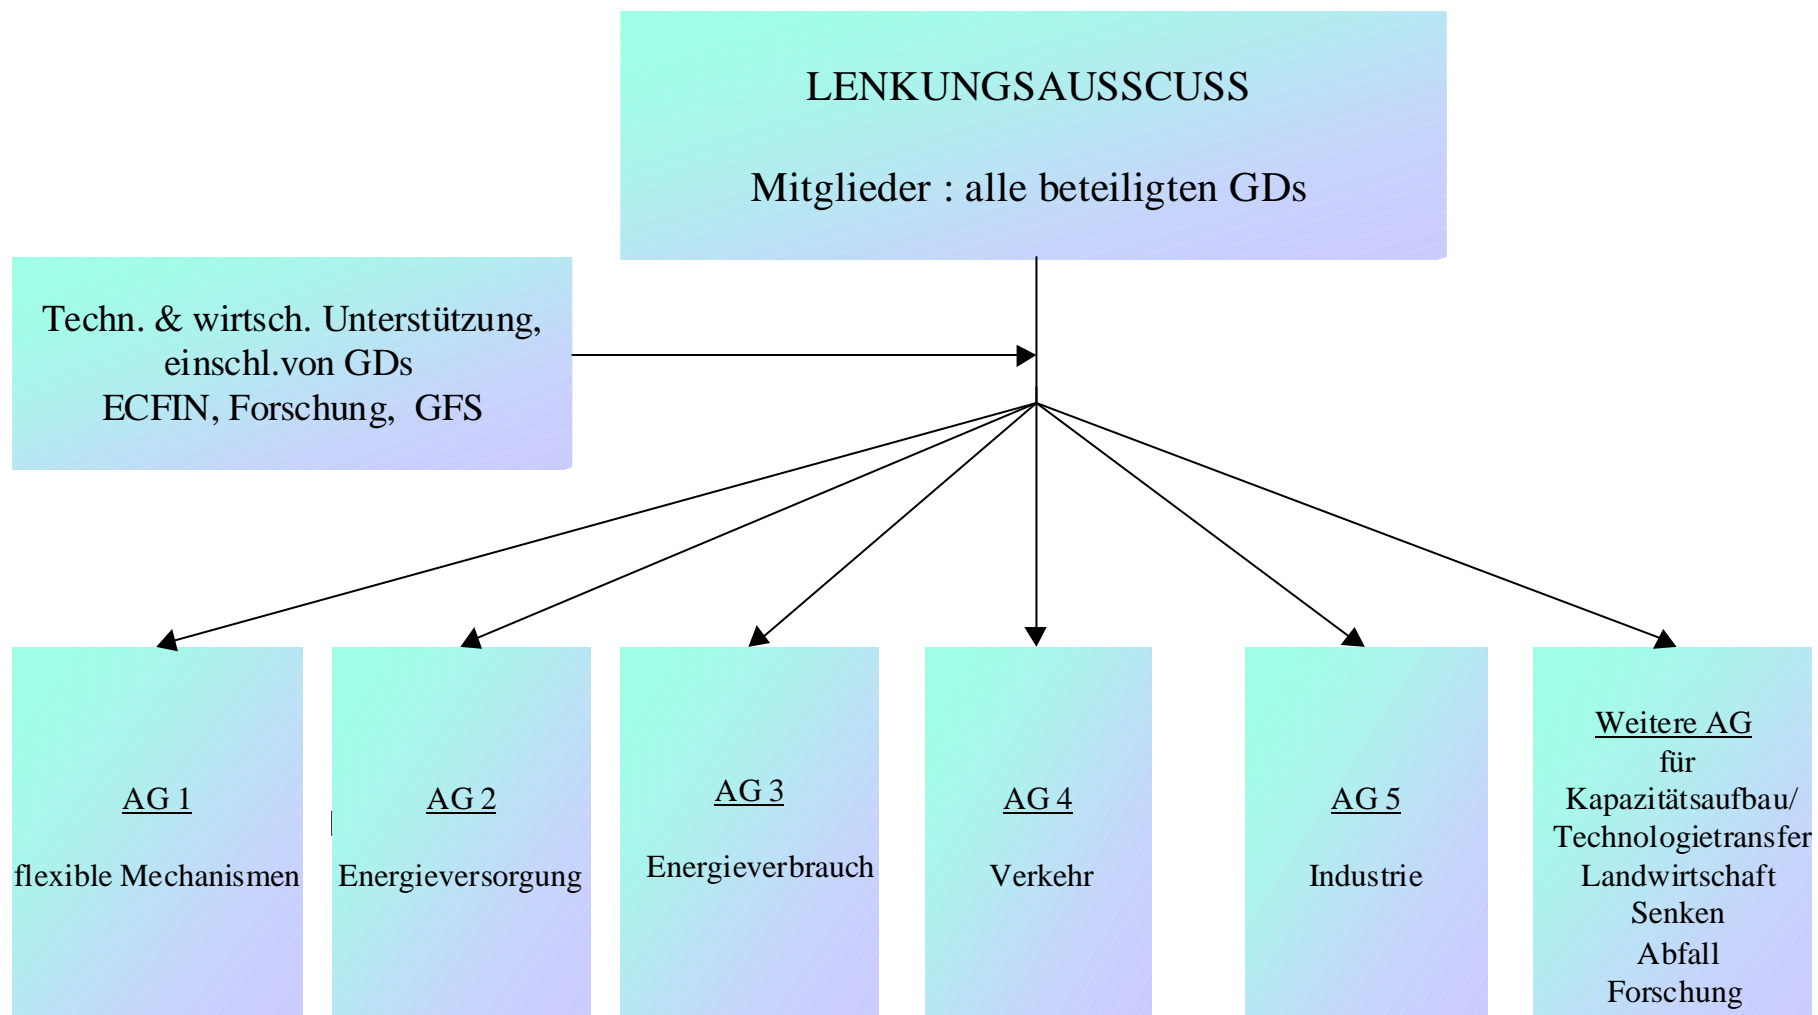 LENKUNGSAUSSCUSS
Mitglieder : alle beteiligten GDs
Techn. & wirtsch. Unterstützung,
einschl.von GDs
ECFIN, Forschung, GFS
AG 1
flexible Mechanismen
AG 2
Energieversorgung
AG 3
Energieverbrauch
AG 4
Verkehr
AG 5
Industrie
Weitere AG
für
Kapazitätsaufbau/
Technologietransfer
Landwirtschaft
Senken
Abfall
Forschung